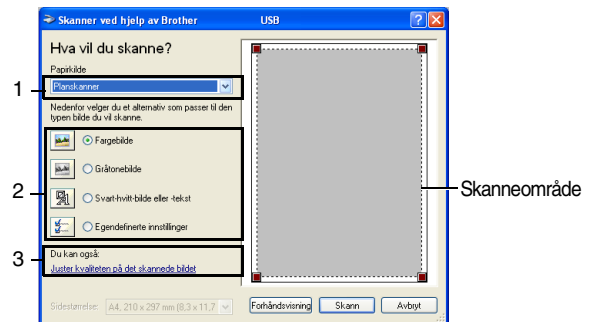 Skanner ved hjelp av Brother USB
Hva vil du skanne?
Papirkilde
1
Planskanner
Nedenfor velger du et alternativ som passer til den
typen bilde du vil skanne.
Fargebilde
Gråtonebilde
2
Svart-hvitt-bilde eller -tekst
Egendefinerte innstillinger
Skanneområde
3
Du kan også:
Juster kvaliteten på det skannede bildet
Sidestørrelse: A4, 210 x 297 mm (8,3 x 11,7
Forhåndsvisning Skann Avbryt